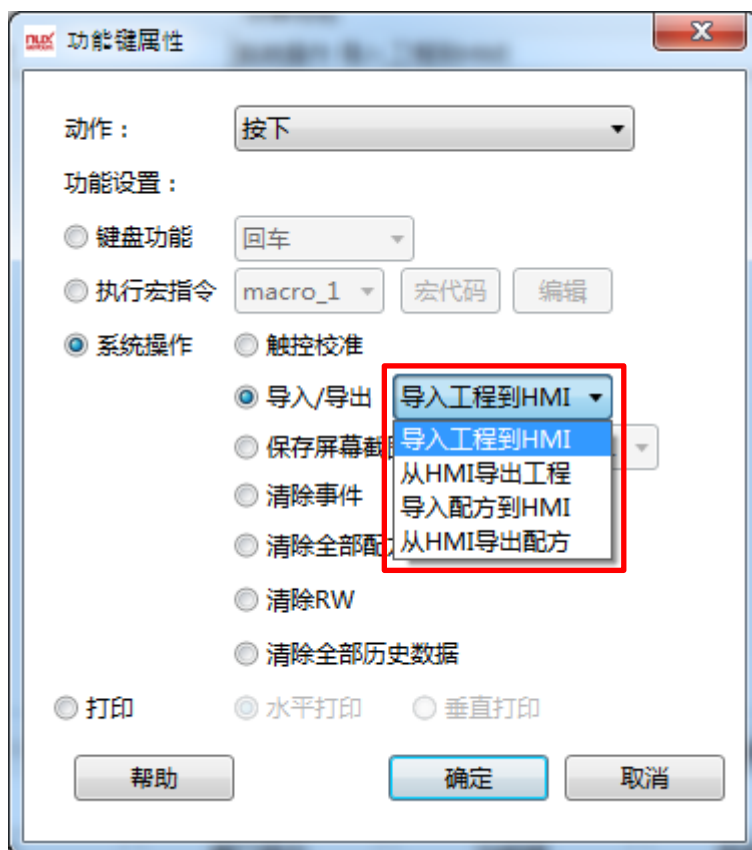 nux
功能键属性
动作：
按下
功能设置：
键盘功能
回车
执行宏指令
macro_1
宏代码
编辑
系统操作
触控校准
导入/导出
导入工程到HMI
导入工程到HMI
保存屏幕截
从HMI导出工程
清除事件
导入配方到HMI
清除全部配
从HMI导出配方
清除RW
清除全部历史数据
打印
水平打印
垂直打印
帮助
确定
取消